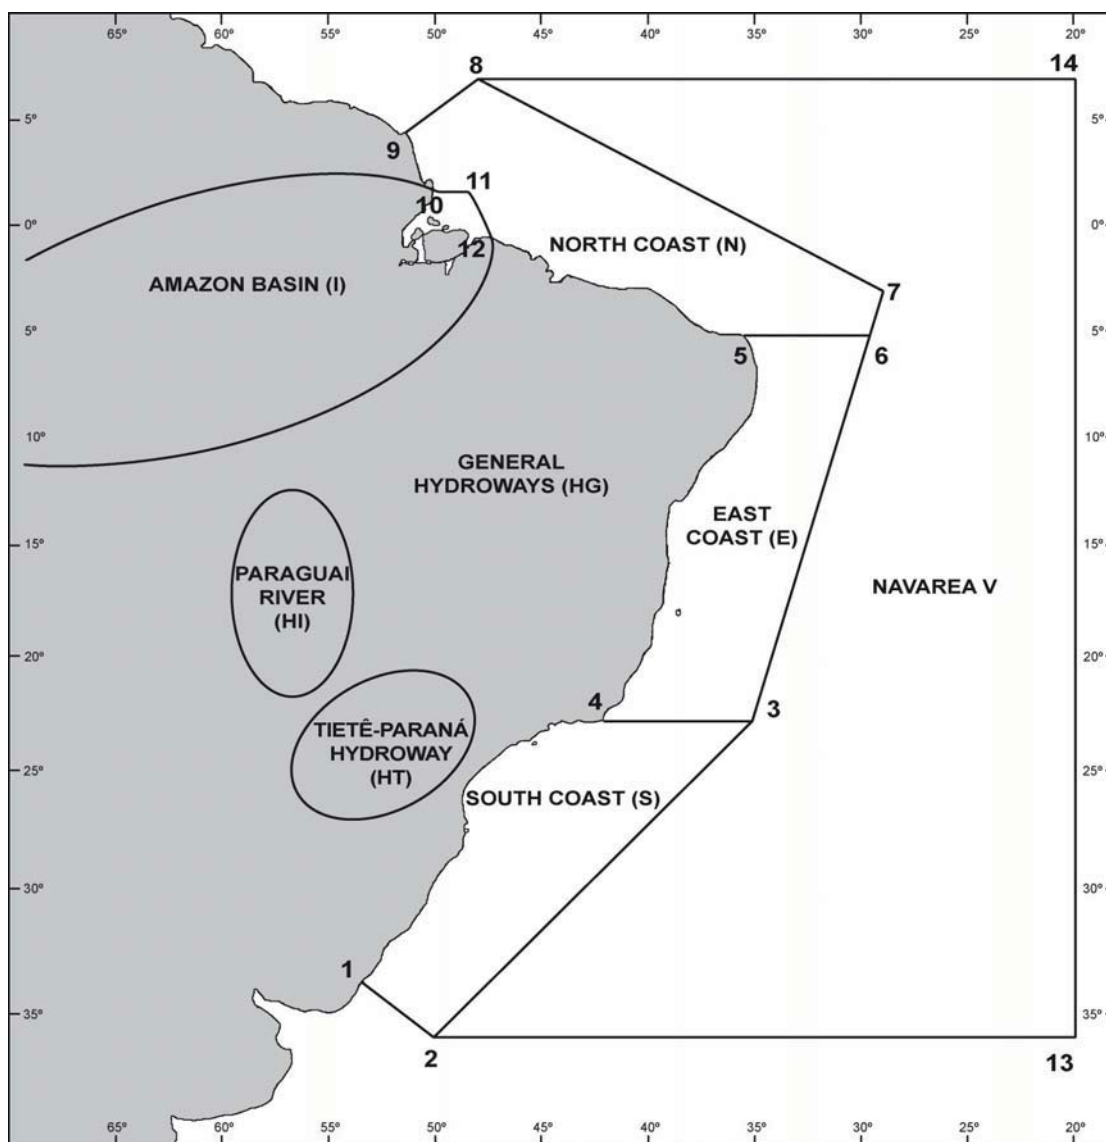 65° 60° 55° 50° 45° 40° 35° 30° 25° 20°
8 14
5° 5°
9
11
10
0° 0°
12 NORTH COAST (N)
AMAZON BASIN (I)
7
5° 5°
5 6
10° 10°
GENERAL
HYDROWAYS (HG)
EAST
COAST (E)
15° 15°
PARAGUAI
RIVER
(HI)
NAVAREA V
20° 20°
4 3
TIETÊ-PARANÁ
HYDROWAY
(HT)
25° 25°
SOUTH COAST (S)
30° 30°
1
35° 35°
2 13
65° 60° 55° 50° 45° 40° 35° 30° 25° 20°